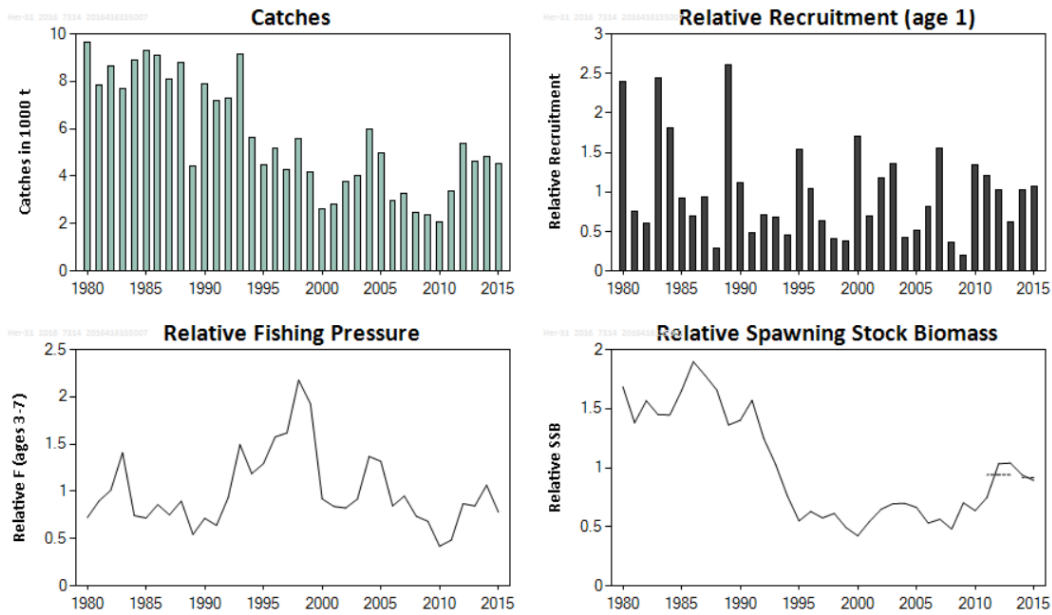 Catches
Catches in 1000 t
10
8
6
4
2
0
1980 1985 1990 1995 2000 2005 2010 2015
Relative Recruitment (age 1)
Relative Recruitment
3
2.5
2
1.5
1
0.5
0
1980 1985 1990 1995 2000 2005 2010 2015
Relative Fishing Pressure
Relative F (ages 3-7)
2.5
2
1.5
1
0.5
0
1980 1985 1990 1995 2000 2005 2010 2015
Relative Spawning Stock Biomass
Relative SSB
2
1.5
1
0.5
0
1980 1985 1990 1995 2000 2005 2010 2015